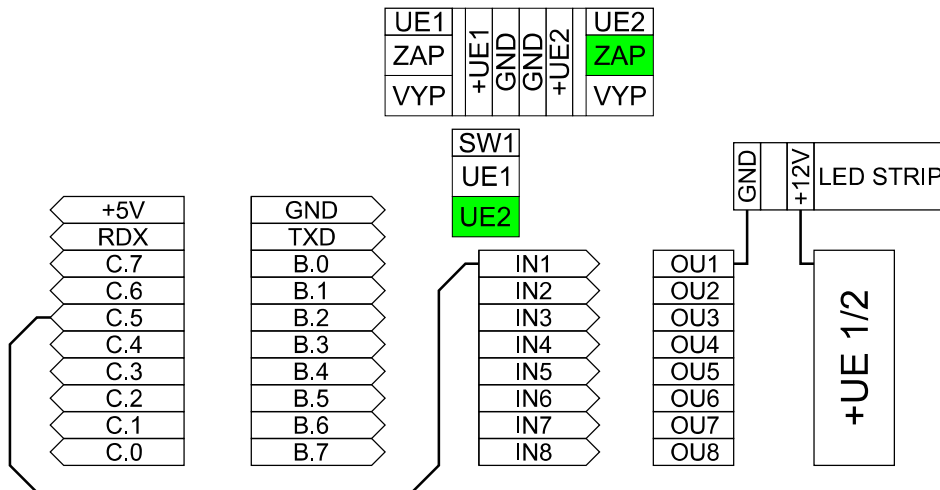 UE1
ZAP
VYP
+UE1
GND
GND
+UE2
UE2
ZAP
VYP
SW1
UE1
UE2
GND
+12V
LED STRIP
+5V
RDX
C.7
C.6
C.5
C.4
C.3
C.2
C.1
C.0
GND
TXD
B.0
B.1
B.2
B.3
B.4
B.5
B.6
B.7
IN1
IN2
IN3
IN4
IN5
IN6
IN7
IN8
OU1
OU2
OU3
OU4
OU5
OU6
OU7
OU8
+UE 1/2